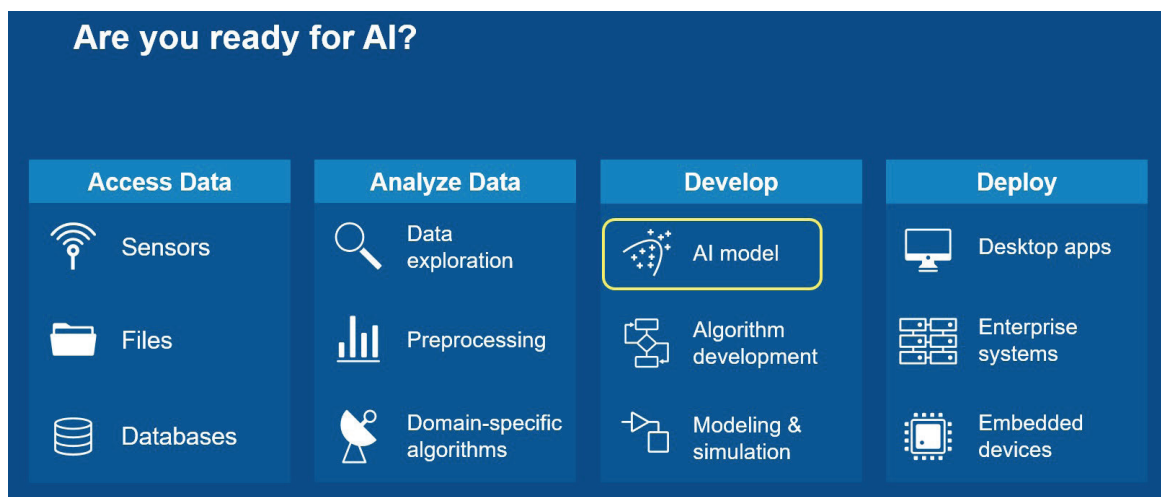 Are you ready for AI?
Access Data
Sensors
Files
Databases
Analyze Data
Data
exploration
Preprocessing
Domain-specific
algorithms
Develop
AI model
Algorithm
development
Modeling &
simulation
Deploy
Desktop apps
Enterprise
systems
Embedded
devices